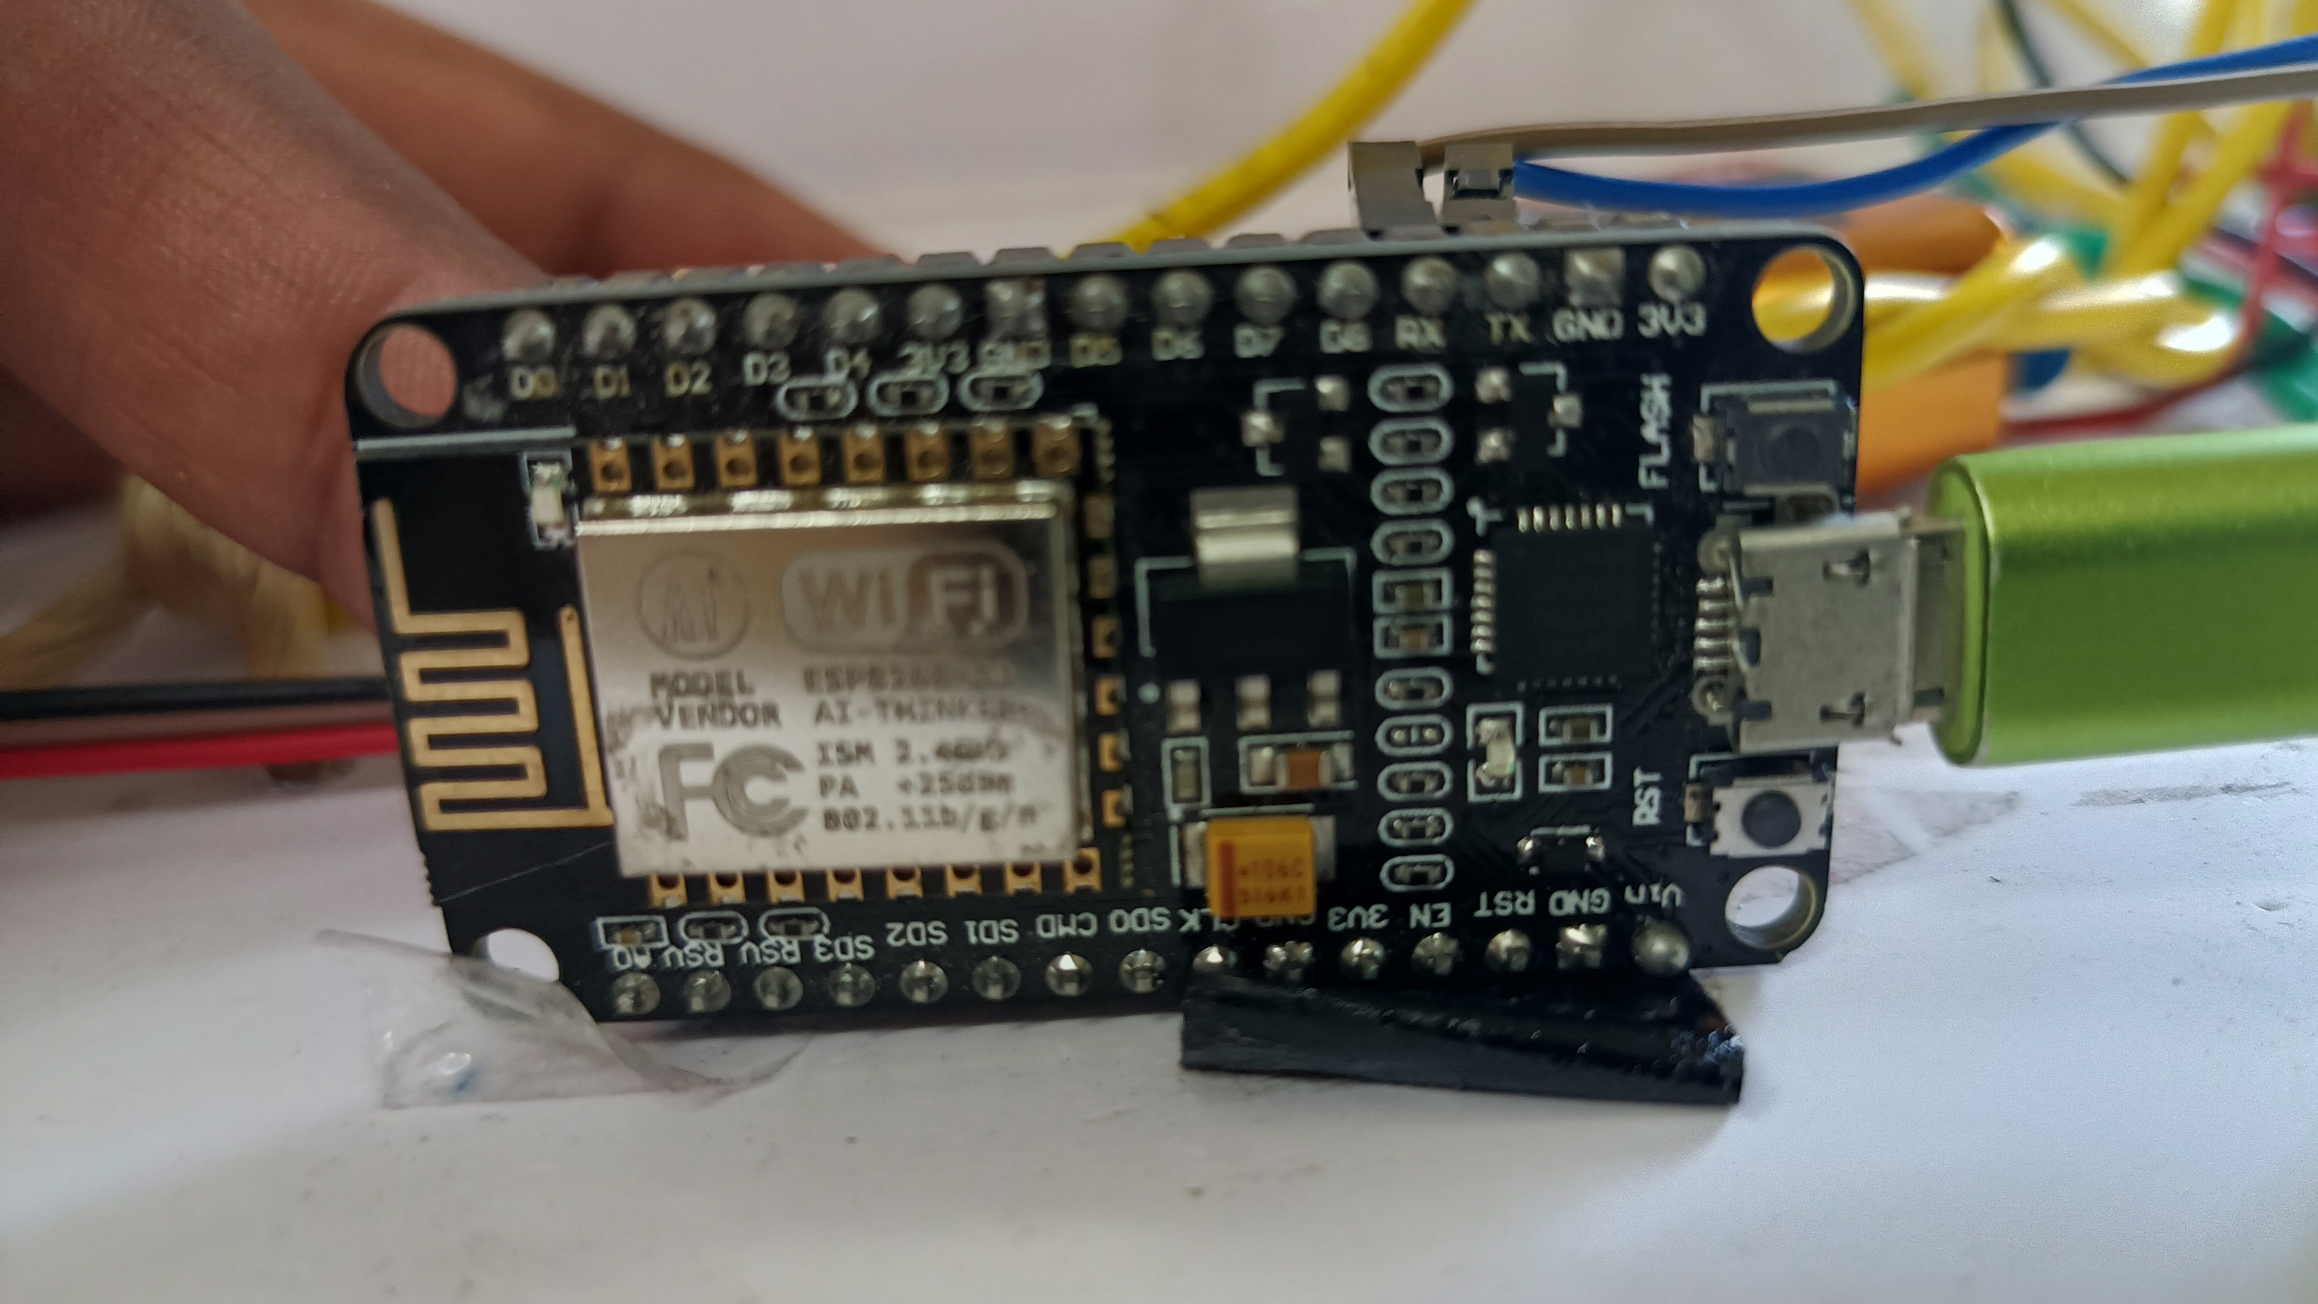 D0 D1 D2 D3 D4 3V3 GND D5 D6 D7 D8 RX TX GND 3V3
FLASH
Ai WiFi
MODEL
VENDOR AI-THINKER
ISM 2.4GHz
PA +25dBm
802.11b/g/n
FC
RST
A0 RSV RSV SD3 SD2 SD1 CMD SD0 CLK GND 3V3 EN RST GND Vin